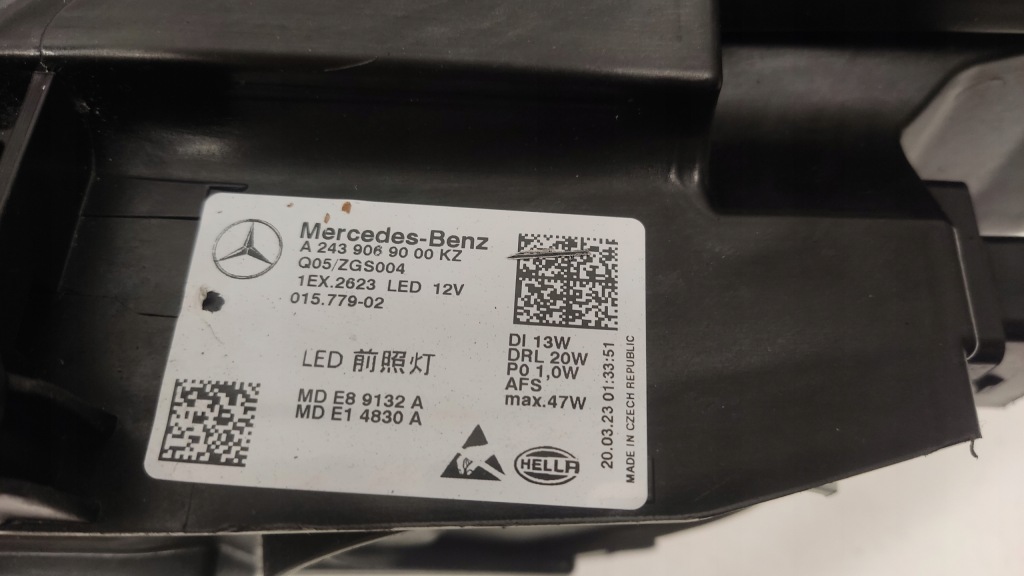 Mercedes-Benz
A 243 906 90 00 KZ
Q05/ZGS004
1EX.2623 LED 12V
015.779-02
LED 前照灯
MD E8 9132 A
MD E1 4830 A
DI 13W
DRL 20W
P0 1,0W
AFS
max.47W
HELLA
20.03.23 01:33:51
MADE IN CZECH REPUBLIC